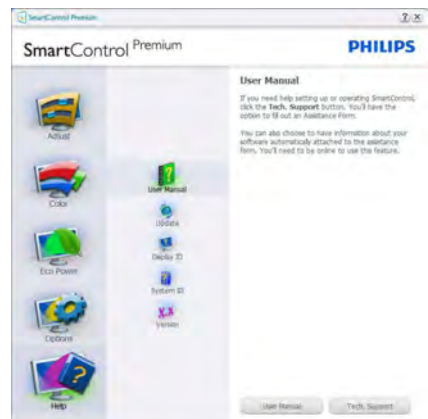 SmartControl Premium
SmartControl Premium
PHILIPS
User Manual
If you need help setting up or operating SmartControl,
click the Tech. Support button. You'll have the
option to fill out an Assistance Form.
You can also choose to have information about your
software automatically attached to the assistance
form. You'll need to be online to use the feature.
Adjust
Color
Eco Power
Options
Help
User Manual
Update
Display ID
System ID
X.X
Version
User Manual
Tech. Support